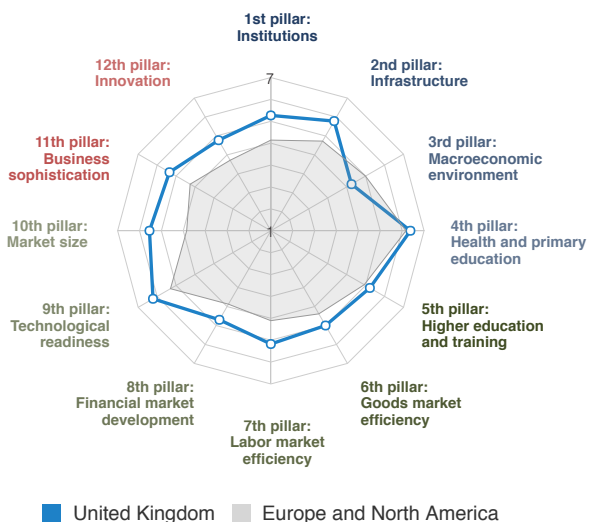 1st pillar:
Institutions
2nd pillar:
Infrastructure
3rd pillar:
Macroeconomic
environment
4th pillar:
Health and primary
education
5th pillar:
Higher education
and training
6th pillar:
Goods market
efficiency
7th pillar:
Labor market
efficiency
8th pillar:
Financial market
development
9th pillar:
Technological
readiness
10th pillar:
Market size
11th pillar:
Business
sophistication
12th pillar:
Innovation
7
1
United Kingdom
Europe and North America